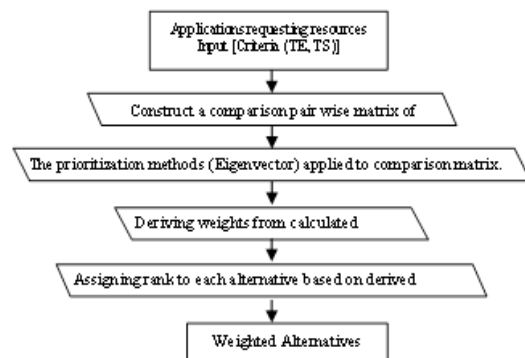 Applications requesting resources
Input [Criteria (TE, TS)]
Construct a comparison pair wise matrix of
The prioritization methods (Eigenvector) applied to comparison matrix.
Deriving weights from calculated
Assigning rank to each alternative based on derived
Weighted Alternatives